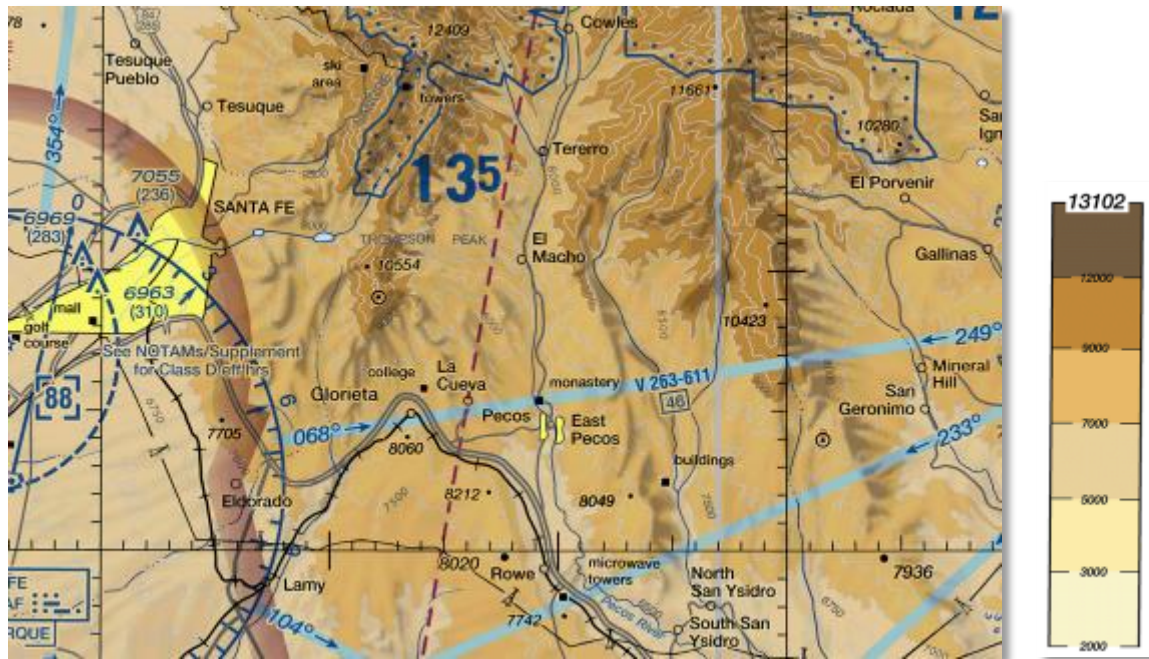 12409
Cowles
Tesuque
Pueblo
ski
area
towers
Tesuque
11661
10280
354°
135
Tererro
El Porvenir
7055
(236)
SANTA FE
6969
(283)
THOMPSON PEAK
El
Macho
Gallinas
10554
6963
(310)
mall
golf
course
10423
249°
See NOTAMs/Supplement
for Class D eff hrs
college
La
Cueva
monastery
V 263-611
Mineral
Hill
88
Glorieta
46
San
Geronimo
Pecos
East
Pecos
068°
7705
8060
233°
buildings
Eldorado
7500
8212
8049
7500
8020
Rowe
microwave
towers
7936
Lamy
North
San Ysidro
Pecos River
104°
7742
South San
Ysidro
13102
12000
9000
7000
5000
3000
2000